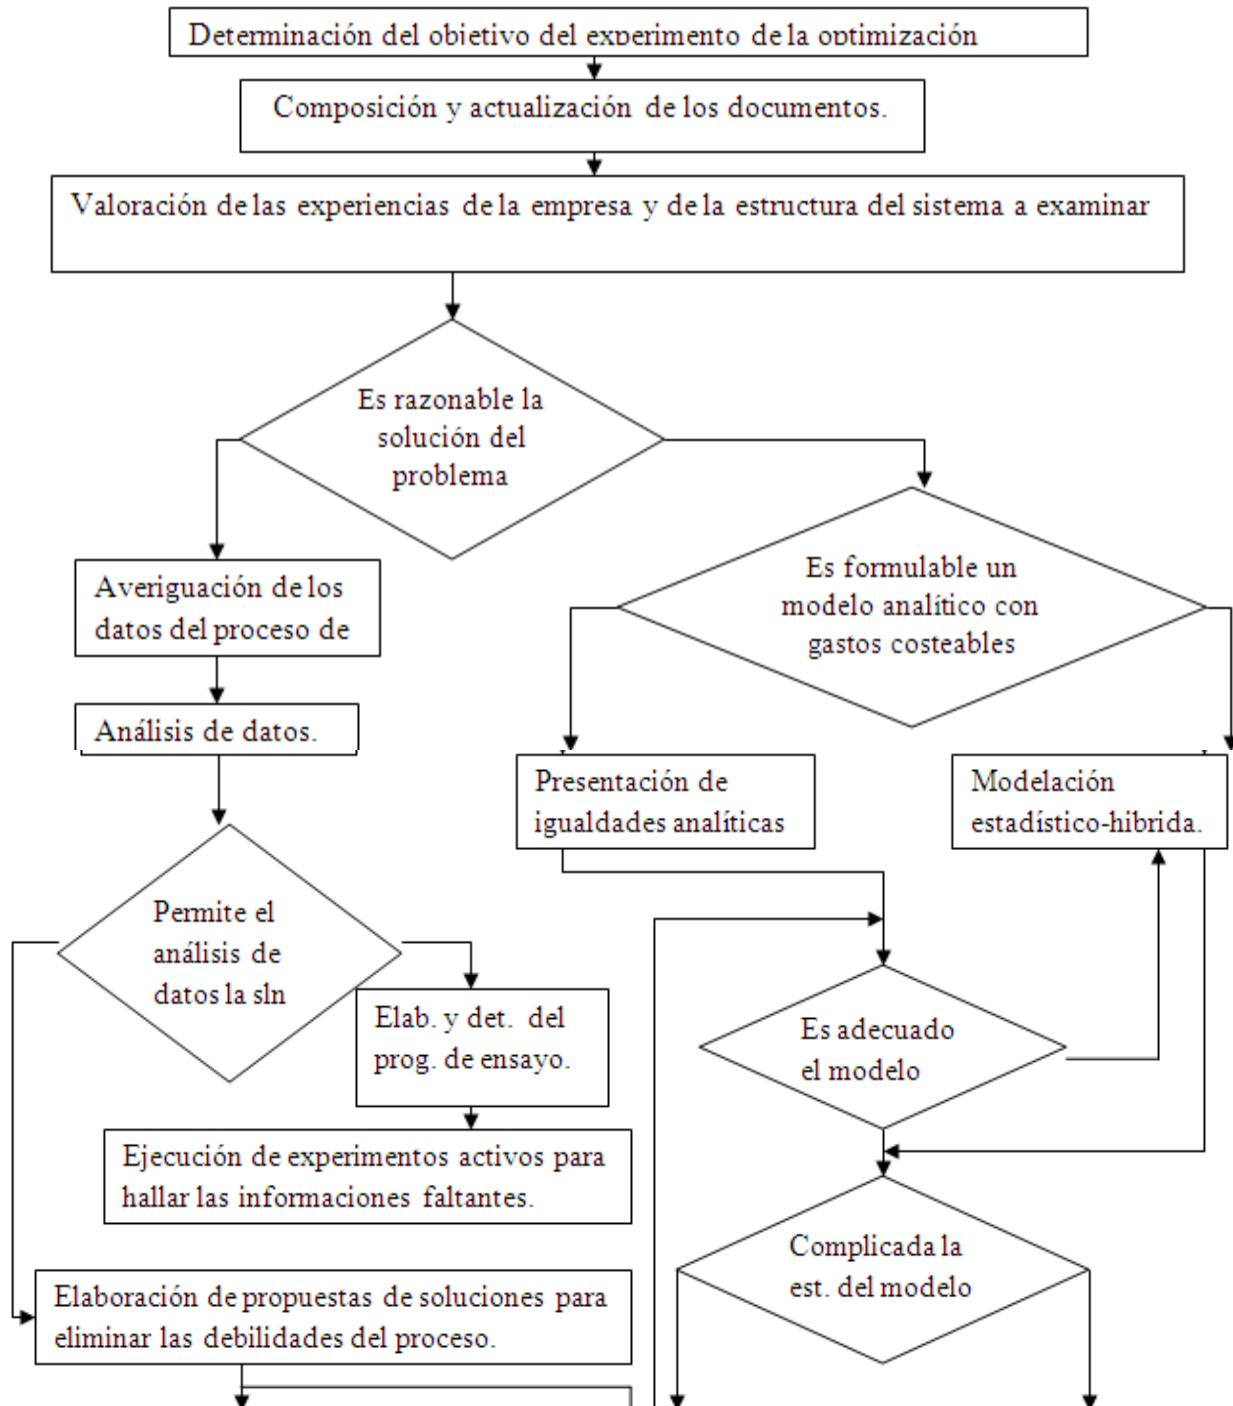 Determinación del objetivo del experimento de la optimización
Composición y actualización de los documentos.
Valoración de las experiencias de la empresa y de la estructura del sistema a examinar
Es razonable la
solución del
problema
Es formulable un
modelo analítico con
gastos costeables
Averiguación de los
datos del proceso de
Análisis de datos.
Presentación de
igualdades analíticas
Modelación
estadístico-hibrida.
Permite el
análisis de
datos la sln
Elab. y det. del
prog. de ensayo.
Es adecuado
el modelo
Ejecución de experimentos activos para
hallar las informaciones faltantes.
Complicada la
est. del modelo
Elaboración de propuestas de soluciones para
eliminar las debilidades del proceso.